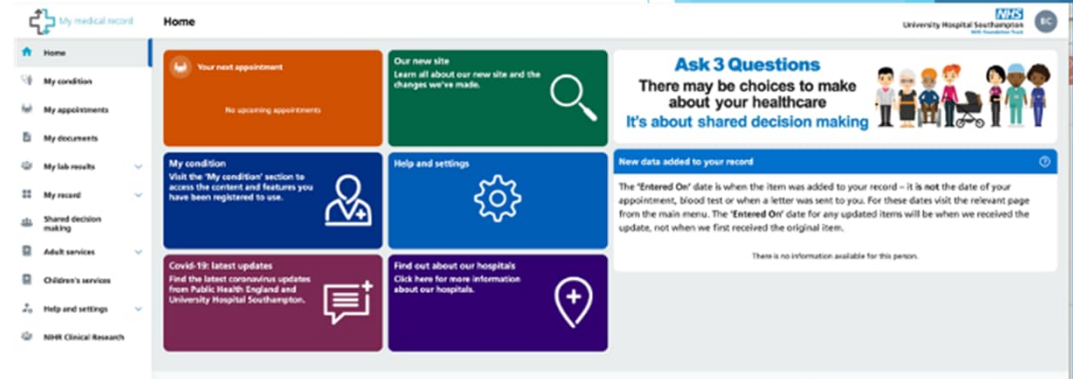 My medical record
Home
NHS
University Hospital Southampton
NHS Foundation Trust
BC
Home
My condition
My appointments
My documents
My lab results
My record
Shared decision
making
Adult services
Children's services
Help and settings
NIHR Clinical Research
Your next appointment
No upcoming appointments
Our new site
Learn all about our new site and the
changes we've made.
My condition
Visit the 'My condition' section to
access the content and features you
have been registered to use.
Help and settings
Covid-19: latest updates
Find the latest coronavirus updates
from Public Health England and
University Hospital Southampton.
Find out about our hospitals
Click here for more information
about our hospitals.
Ask 3 Questions
There may be choices to make
about your healthcare
It's about shared decision making
New data added to your record
The 'Entered On' date is when the item was added to your record – it is not the date of your
appointment, blood test or when a letter was sent to you. For these dates visit the relevant page
from the main menu. The 'Entered On' date for any updated items will be when we received the
update, not when we first received the original item.
There is no information available for this person.